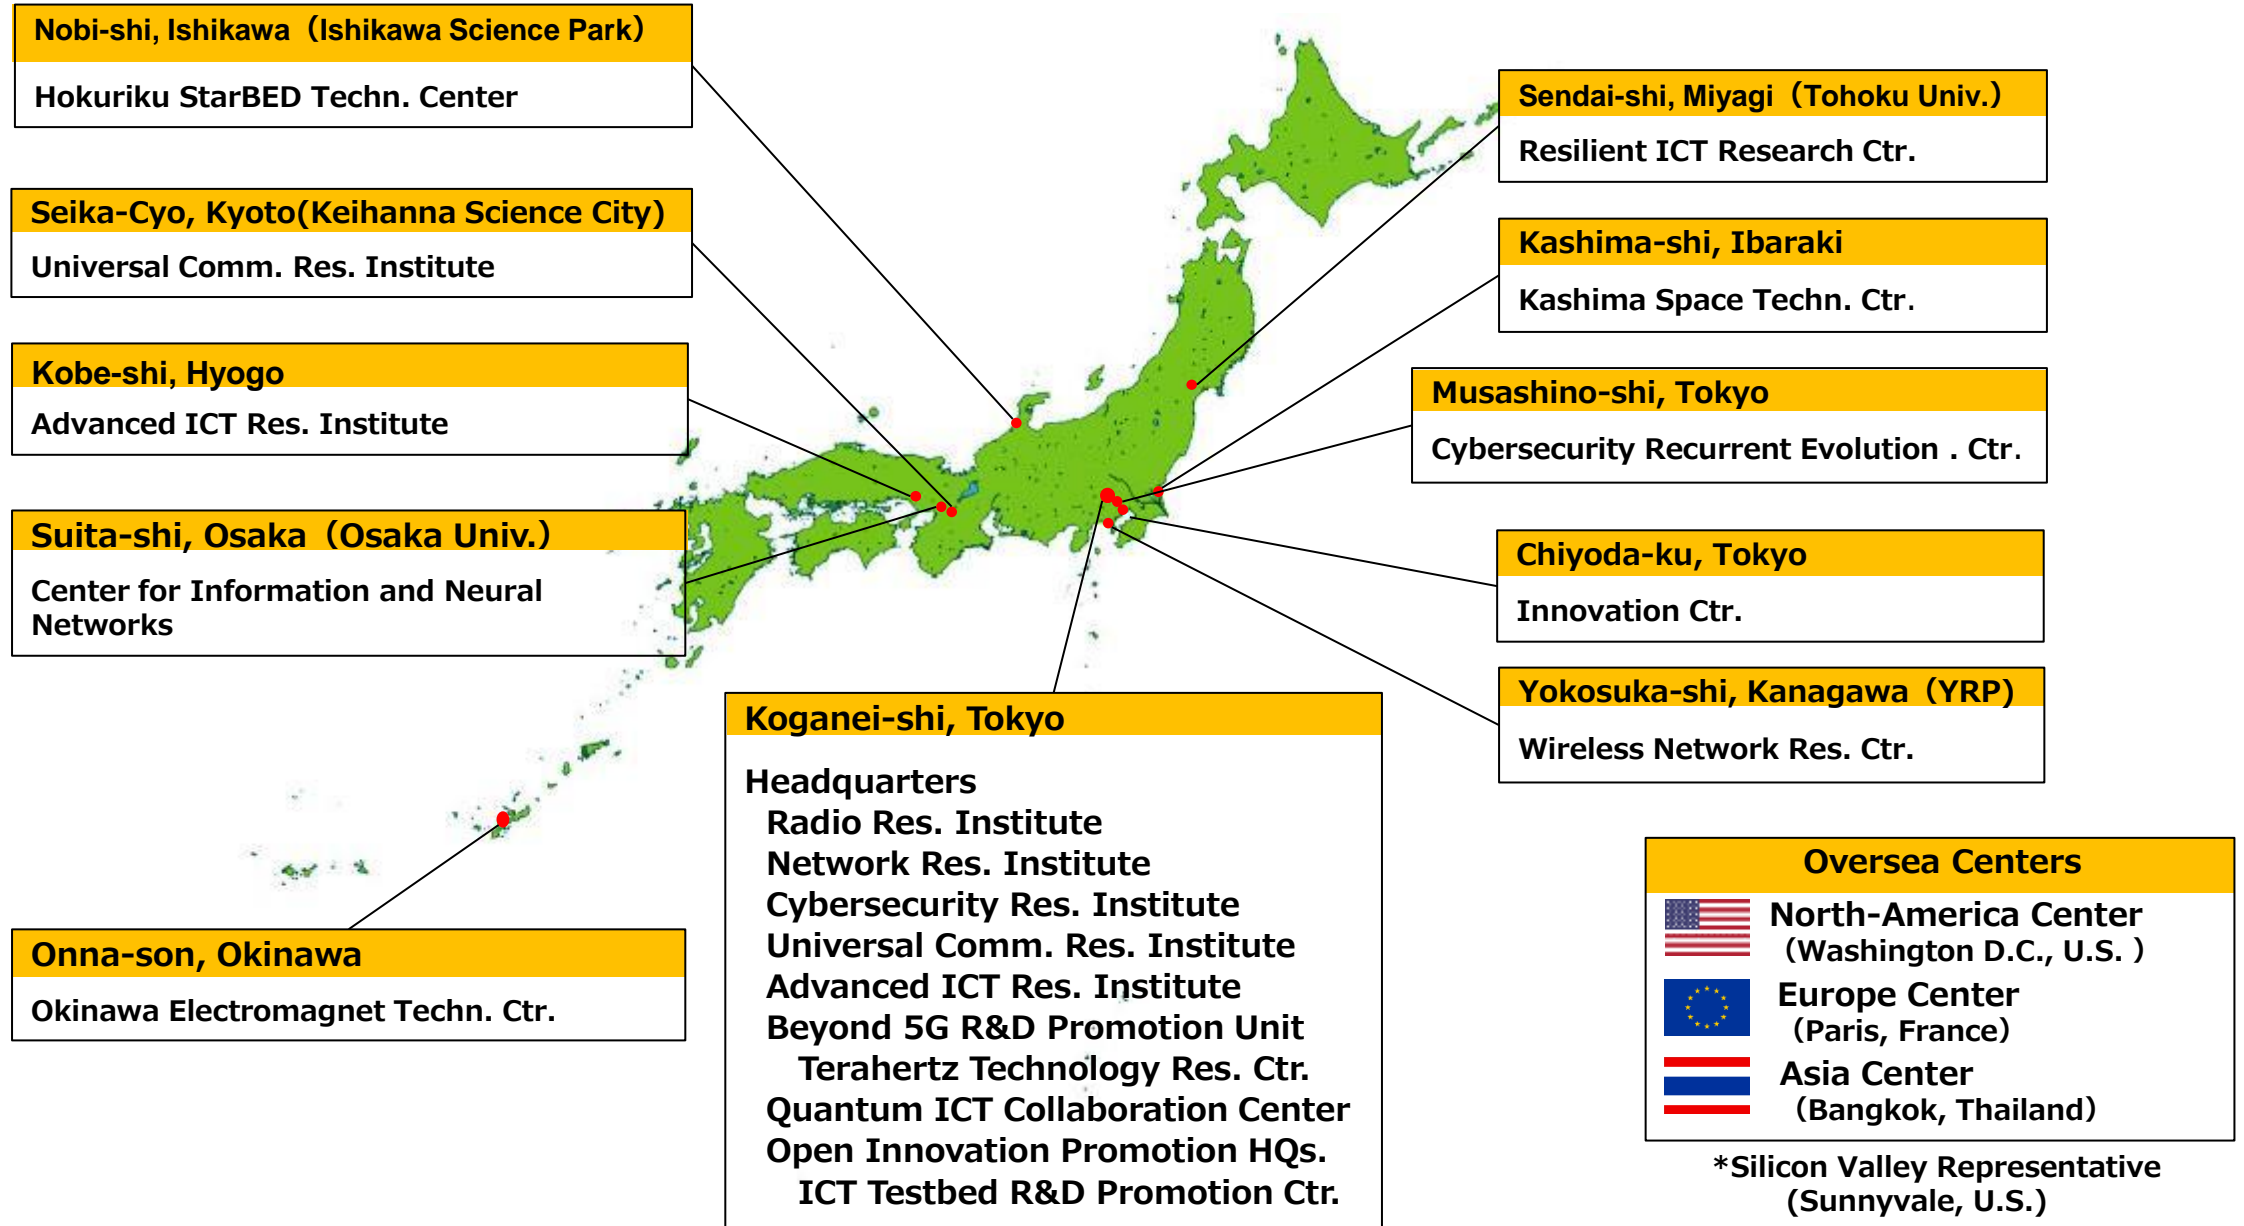 Nobi-shi, Ishikawa（Ishikawa Science Park）
Hokuriku StarBED Techn. Center
Seika-Cyo, Kyoto(Keihanna Science City)
Universal Comm. Res. Institute
Kobe-shi, Hyogo
Advanced ICT Res. Institute
Suita-shi, Osaka（Osaka Univ.）
Center for Information and Neural
Networks
Onna-son, Okinawa
Okinawa Electromagnet Techn. Ctr.
Koganei-shi, Tokyo
Headquarters
Radio Res. Institute
Network Res. Institute
Cybersecurity Res. Institute
Universal Comm. Res. Institute
Advanced ICT Res. Institute
Beyond 5G R&D Promotion Unit
Terahertz Technology Res. Ctr.
Quantum ICT Collaboration Center
Open Innovation Promotion HQs.
ICT Testbed R&D Promotion Ctr.
Sendai-shi, Miyagi（Tohoku Univ.）
Resilient ICT Research Ctr.
Kashima-shi, Ibaraki
Kashima Space Techn. Ctr.
Musashino-shi, Tokyo
Cybersecurity Recurrent Evolution . Ctr.
Chiyoda-ku, Tokyo
Innovation Ctr.
Yokosuka-shi, Kanagawa（YRP)
Wireless Network Res. Ctr.
Oversea Centers
North-America Center
（Washington D.C., U.S. ）
Europe Center
（Paris, France）
Asia Center
（Bangkok, Thailand）
*Silicon Valley Representative
(Sunnyvale, U.S.)